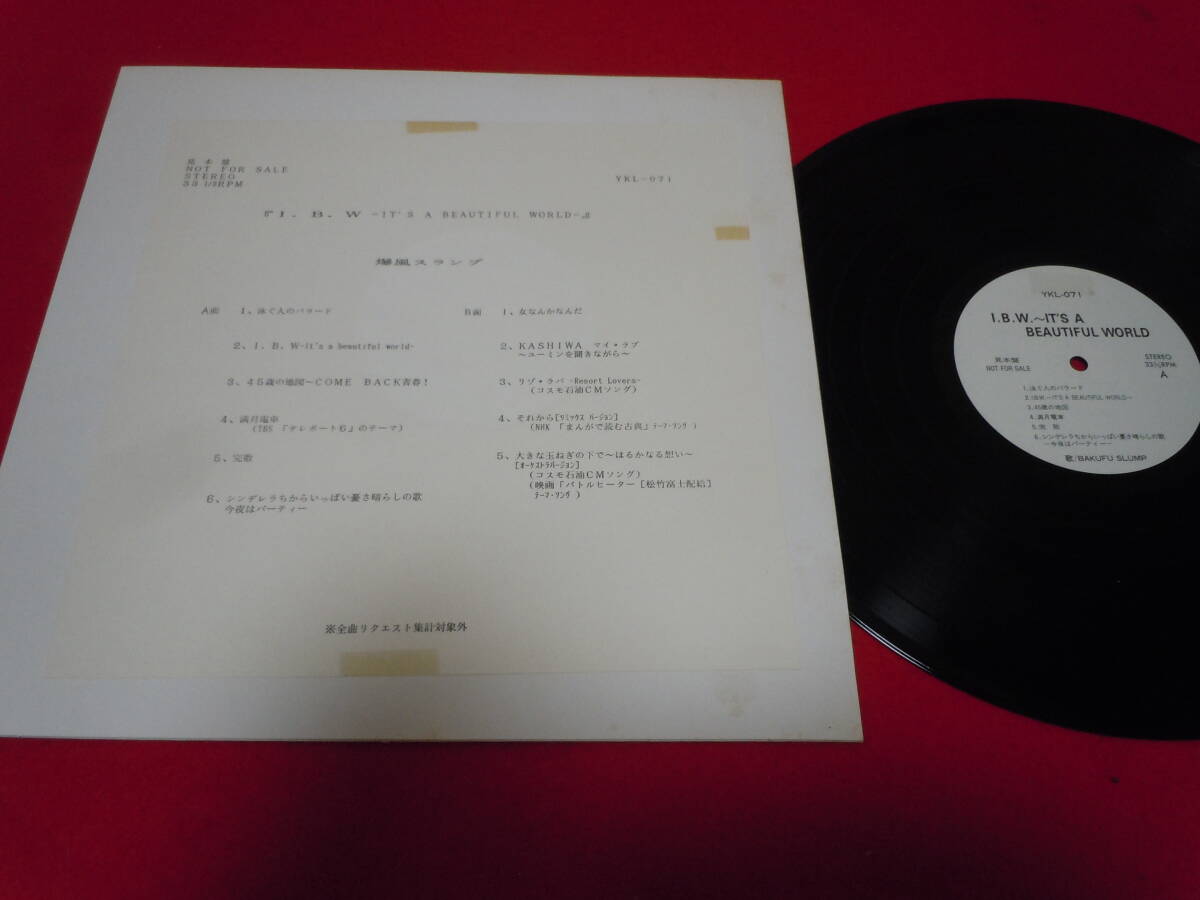 見本盤
NOT FOR SALE
STEREO
33 1/3RPM
YKL-071
『I. B. W -IT'S A BEAUTIFUL WORLD-』
爆風スランプ
A面 1、泳ぐ人のバラード
2、I. B. W-it's a beautiful world-
3、45歳の地図~COME BACK青春!
4、満月電車
(TBS 「テレポート6」のテーマ)
5、完歌
6、シンデレラちからいっぱい憂さ晴らしの歌
今夜はパーティー
B面 1、女なんかなんだ
2、KASHIWA マイ・ラブ
~ユーミンを聞きながら~
3、リゾ・ラバ -Resort Lovers-
(コスモ石油CMソング)
4、それから[リミックス バージョン]
(NHK 「まんがで読む古典」テーマ・ソング )
5、大きな玉ねぎの下で~はるかなる想い~
[オーケストラバージョン]
(コスモ石油CMソング)
(映画「バトルヒーター [松竹富士配給]
テーマ・ソング )
※全曲リクエスト集計対象外
YKL-071
I.B.W.~IT'S A
BEAUTIFUL WORLD
見本盤
NOT FOR SALE
STEREO
33⅓RPM
A
1.泳ぐ人のバラード
2.I.B.W.—IT'S A BEAUTIFUL WORLD—
3.45歳の地図
4.満月電車
6.シンデレラちからいっぱい憂さ晴らしの歌
~今夜はパーティー~
歌/BAKUFU SLUMP